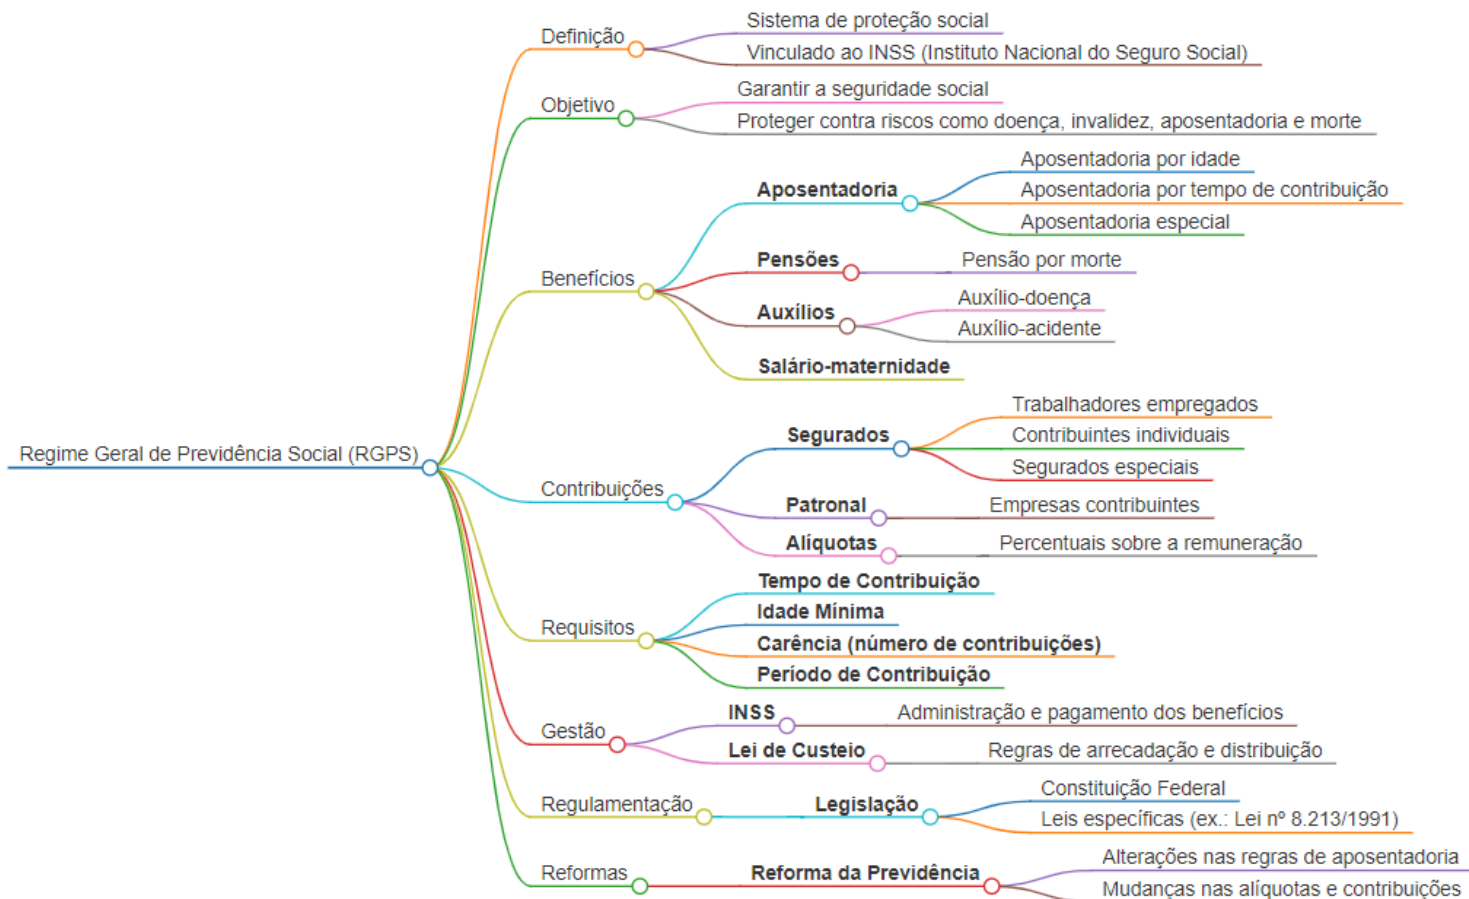 Regime Geral de Previdência Social (RGPS)
Definição
Sistema de proteção social
Vinculado ao INSS (Instituto Nacional do Seguro Social)
Objetivo
Garantir a seguridade social
Proteger contra riscos como doença, invalidez, aposentadoria e morte
Benefícios
Aposentadoria
Aposentadoria por idade
Aposentadoria por tempo de contribuição
Aposentadoria especial
Pensões
Pensão por morte
Auxílios
Auxílio-doença
Auxílio-acidente
Salário-maternidade
Contribuições
Segurados
Trabalhadores empregados
Contribuintes individuais
Segurados especiais
Patronal
Empresas contribuintes
Alíquotas
Percentuais sobre a remuneração
Requisitos
Tempo de Contribuição
Idade Mínima
Carência (número de contribuições)
Período de Contribuição
Gestão
INSS
Administração e pagamento dos benefícios
Lei de Custeio
Regras de arrecadação e distribuição
Regulamentação
Legislação
Constituição Federal
Leis específicas (ex.: Lei nº 8.213/1991)
Reformas
Reforma da Previdência
Alterações nas regras de aposentadoria
Mudanças nas alíquotas e contribuições